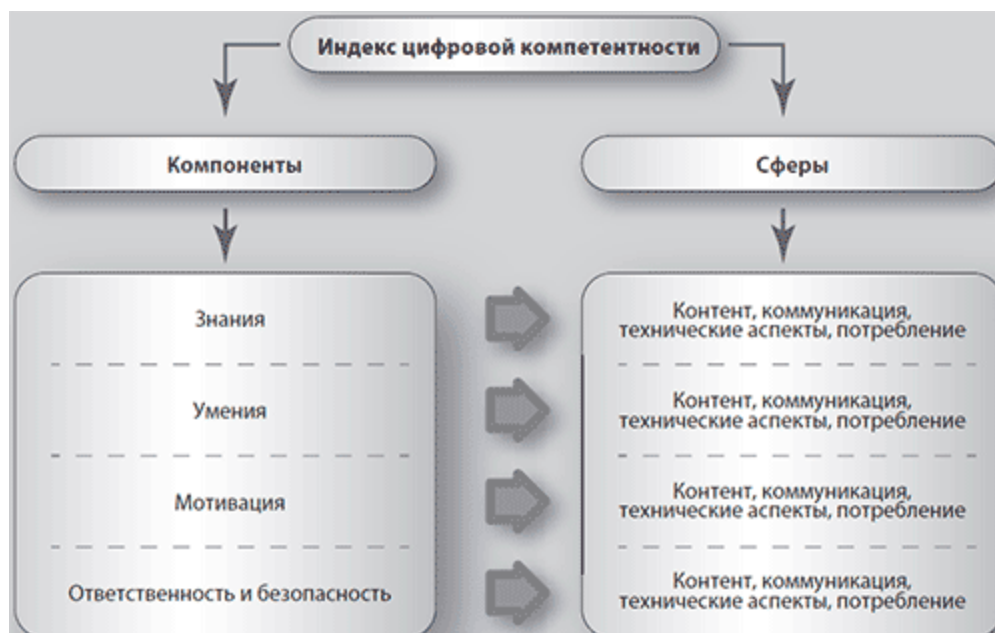 Индекс цифровой компетентности
Компоненты
Сферы
Знания
Контент, коммуникация,
технические аспекты, потребление
Умения
Контент, коммуникация,
технические аспекты, потребление
Мотивация
Контент, коммуникация,
технические аспекты, потребление
Ответственность и безопасность
Контент, коммуникация,
технические аспекты, потребление